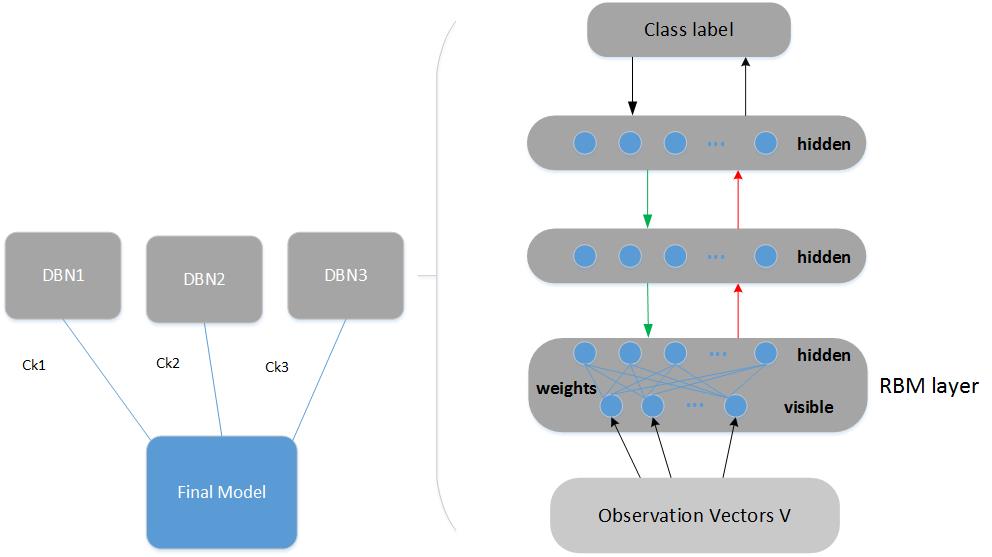 DBN1
DBN2
DBN3
Ck1
Ck2
Ck3
Final Model
Class label
... hidden
... hidden
... hidden
weights
RBM layer
... visible
Observation Vectors V